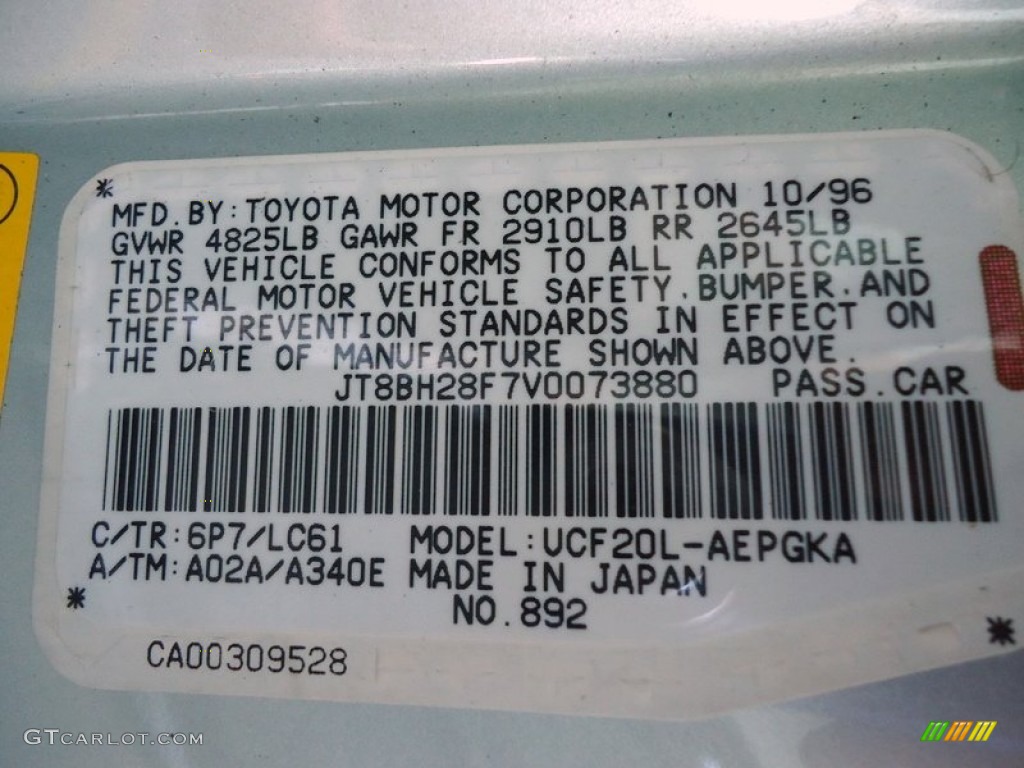 MFD.BY:TOYOTA MOTOR CORPORATION 10/96
GVWR 4825LB GAWR FR 2910LB RR 2645LB
THIS VEHICLE CONFORMS TO ALL APPLICABLE
FEDERAL MOTOR VEHICLE SAFETY.BUMPER.AND
THEFT PREVENTION STANDARDS IN EFFECT ON
THE DATE OF MANUFACTURE SHOWN ABOVE.
JT8BH28F7V0073880 PASS.CAR
C/TR:6P7/LC61 MODEL:UCF20L-AEPGKA
A/TM:A02A/A340E MADE IN JAPAN
NO.892
CA00309528
GTCARLOT.COM